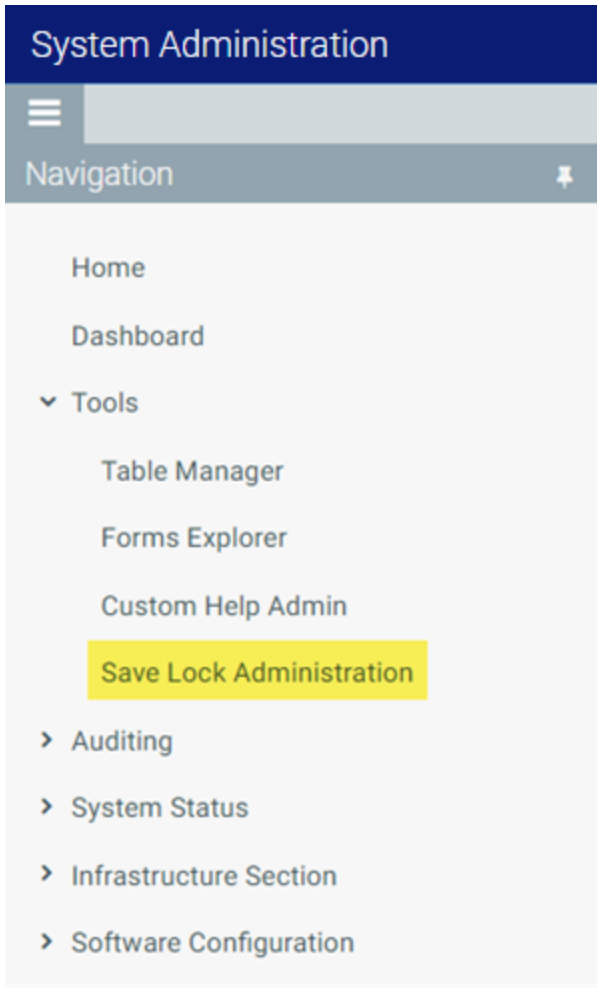 System Administration
Navigation
Home
Dashboard
Tools
Table Manager
Forms Explorer
Custom Help Admin
Save Lock Administration
Auditing
System Status
Infrastructure Section
Software Configuration